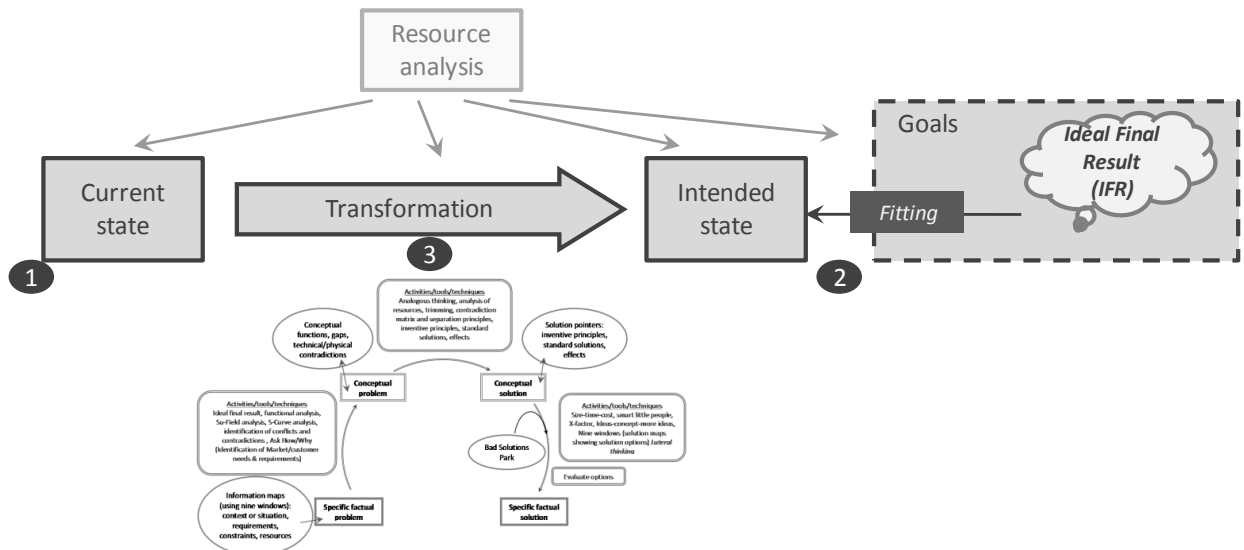 Resource
analysis
Goals
Ideal Final
Result
(IFR)
Current
state
Transformation
Intended
state
Fitting
1
3
2
Activities/tools/techniques
Analogous thinking, analysis of
resources, trimming, contradiction
matrix and separation principles,
inventive principles, standard
solutions, effects
Conceptual
functions, gaps,
technical/physical
contradictions
Solution pointers:
inventive principles,
standard solutions,
effects
Conceptual
problem
Conceptual
solution
Activities/tools/techniques
Ideal final result, functional analysis,
Su-Field analysis, S-Curve analysis,
identification of conflicts and
contradictions , Ask How/Why
(Identification of Market/customer
needs & requirements)
Activities/tools/techniques
Size-time-cost, smart little people,
X-factor, Ideas-concept-more ideas,
Nine windows (solution maps
showing solution options) Lateral
thinking
Bad Solutions
Park
Evaluate options
Information maps
(using nine windows):
context or situation,
requirements,
constraints, resources
Specific factual
problem
Specific factual
solution